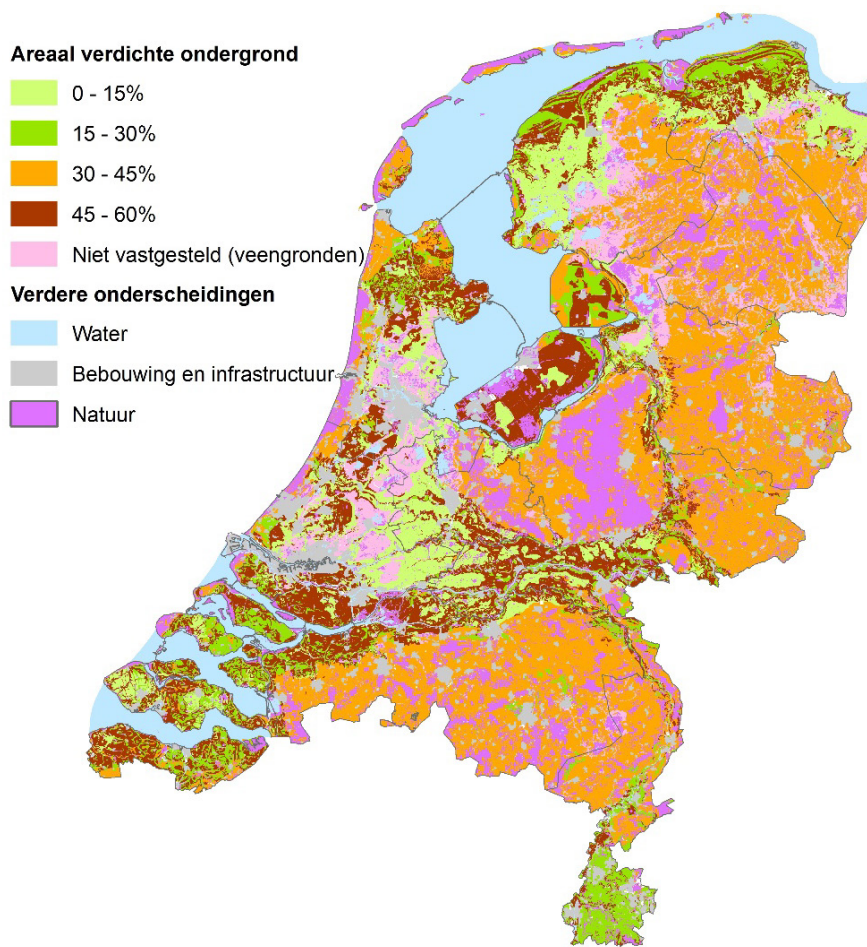 Areaal verdichte ondergrond
0 - 15%
15 - 30%
30 - 45%
45 - 60%
Niet vastgesteld (veengronden)
Verdere onderscheidingen
Water
Bebouwing en infrastructuur
Natuur